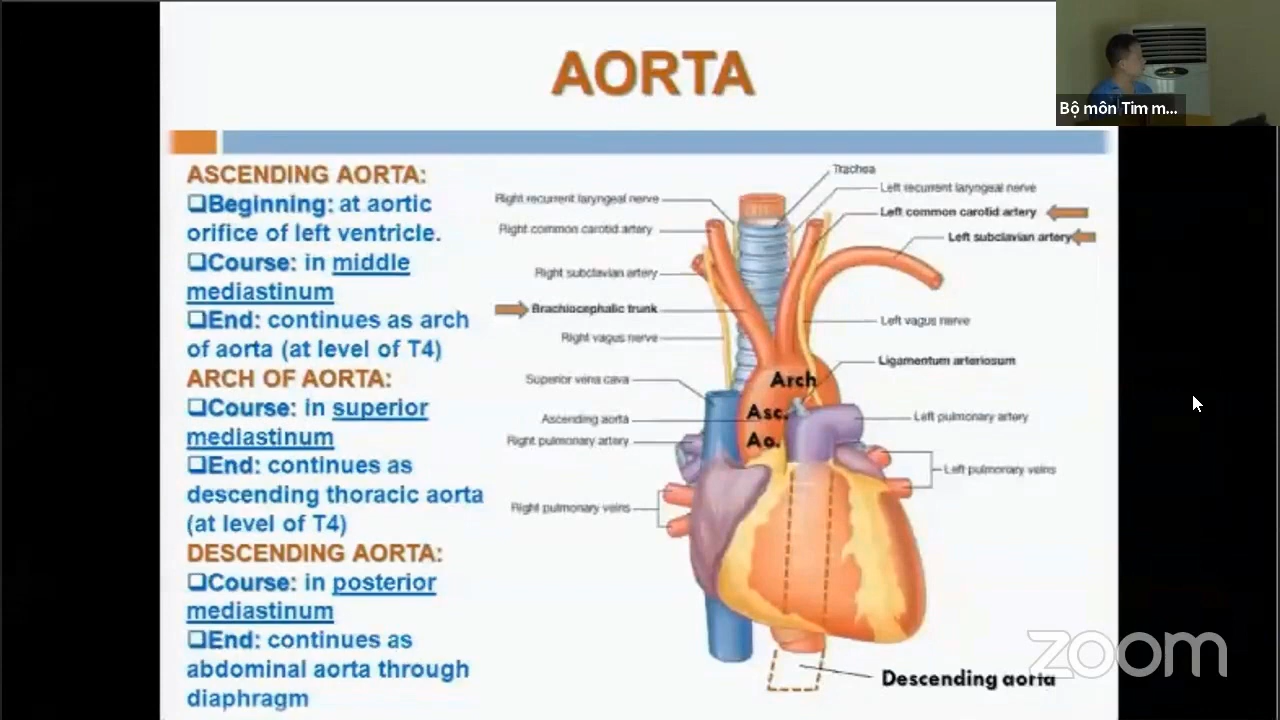 AORTA
Bộ môn Tim m...
ASCENDING AORTA:
❑Beginning: at aortic
orifice of left ventricle.
❑Course: in middle
mediastinum
❑End: continues as arch
of aorta (at level of T4)
ARCH OF AORTA:
❑Course: in superior
mediastinum
❑End: continues as
descending thoracic aorta
(at level of T4)
DESCENDING AORTA:
❑Course: in posterior
mediastinum
❑End: continues as
abdominal aorta through
diaphragm
Trachea
Right recurrent laryngeal nerve
Left recurrent laryngeal nerve
Left common carotid artery
Right common carotid artery
Left subclavian artery
Right subclavian artery
Brachiocephalic trunk
Left vagus nerve
Right vagus nerve
Ligamentum arteriosum
Superior vena cava
Arch
Asc.
Ao.
Ascending aorta
Left pulmonary artery
Right pulmonary artery
Left pulmonary veins
Right pulmonary veins
Descending aorta
zoom